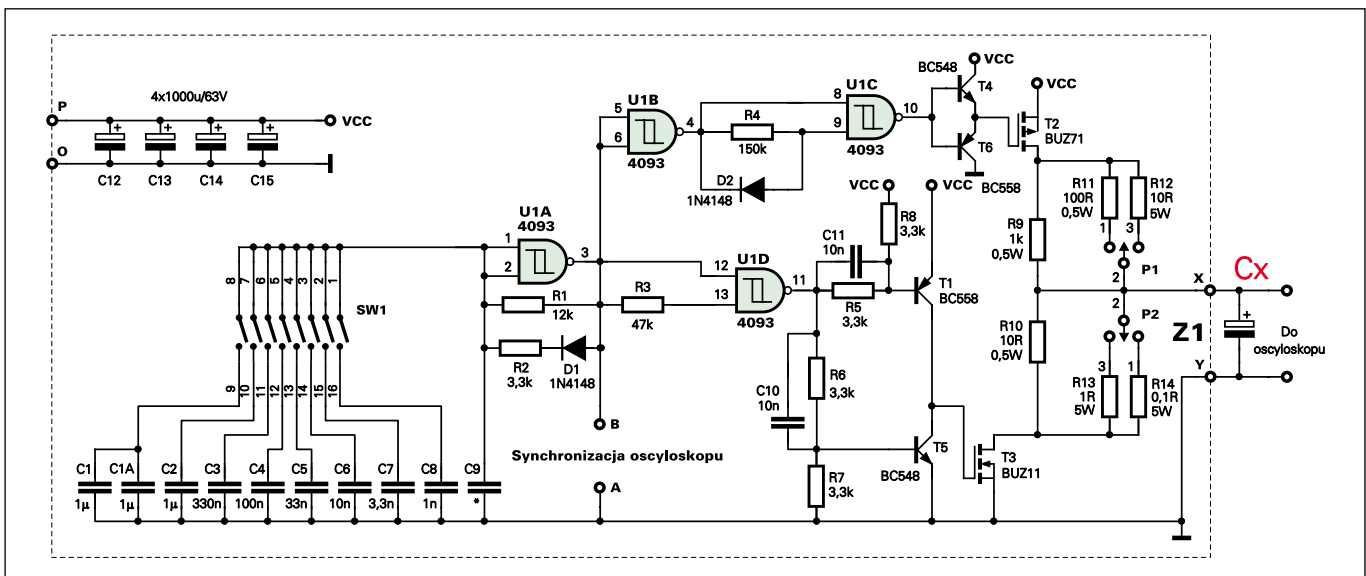 P
O
4x1000u/63V
VCC
C12 C13 C14 C15
U1B
5
6
4
4093
R4
150k
D2
1N4148
U1C
8
9
10
4093
BC548
VCC
T4
T6
BC558
VCC
T2
BUZ71
R11
100R
0,5W
R12
10R
5W
R9
1k
0,5W
1 3
2
P1
U1A
4093
1
2
3
R1
12k
R2
3,3k
D1
1N4148
R3
47k
U1D
12
13
11
4093
VCC
VCC
R8
3,3k
C11
10n
R5
3,3k
T1
BC558
X
Cx
2
P2
Z1
Do
oscyloskopu
Y
R10
10R
0,5W
3 1
R13
1R
5W
R14
0,1R
5W
C10
10n
R6
3,3k
R7
3,3k
BC548
T5
T3
BUZ11
8 7 6 5 4 3 2 1
SW1
9 10 11 12 13 14 15 16
B
Synchronizacja oscyloskopu
A
C1 C1A C2 C3 C4 C5 C6 C7 C8 C9
1µ 1µ 1µ 330n 100n 33n 10n 3,3n 1n *